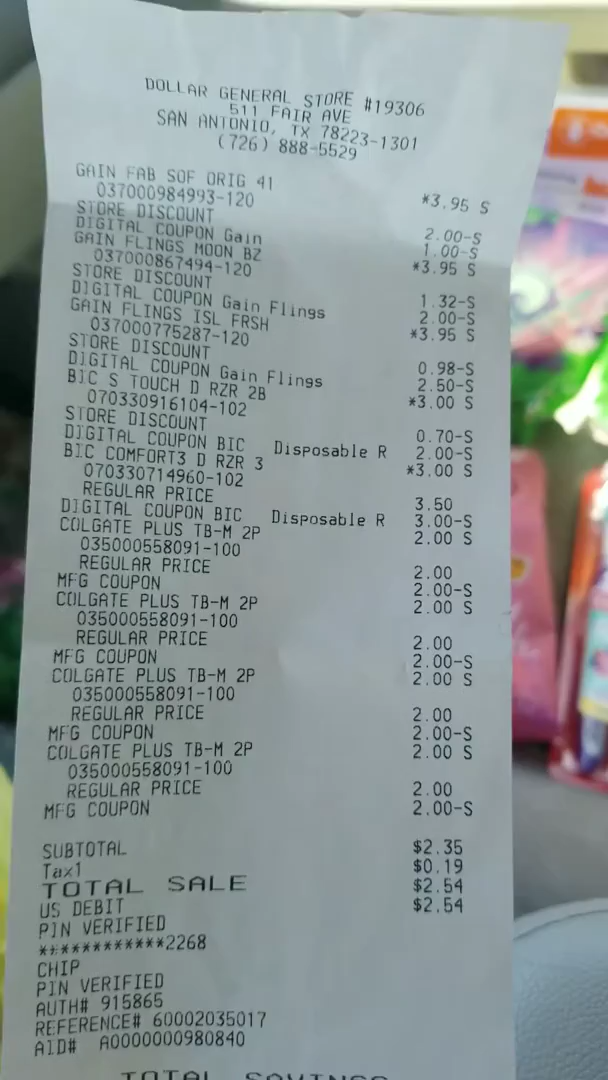 DOLLAR GENERAL STORE #19306
511 FAIR AVE
SAN ANTONIO, TX 78223-1301
(726) 888-5529
GAIN FAB SOF ORIG 41
037000984993-120 *3.95 S
STORE DISCOUNT 2.00-S
DIGITAL COUPON Gain 1.00-S
GAIN FLINGS MOON BZ *3.95 S
037000867494-120
STORE DISCOUNT 1.32-S
DIGITAL COUPON Gain Flings 2.00-S
GAIN FLINGS ISL FRSH *3.95 S
037000775287-120
STORE DISCOUNT 0.98-S
DIGITAL COUPON Gain Flings 2.50-S
BIC S TOUCH D RZR 2B *3.00 S
070330916104-102
STORE DISCOUNT 0.70-S
DIGITAL COUPON BIC Disposable R 2.00-S
BIC COMFORT3 D RZR 3 *3.00 S
070330714960-102
REGULAR PRICE 3.50
DIGITAL COUPON BIC Disposable R 3.00-S
COLGATE PLUS TB-M 2P 2.00 S
035000558091-100
REGULAR PRICE 2.00
MFG COUPON 2.00-S
COLGATE PLUS TB-M 2P 2.00 S
035000558091-100
REGULAR PRICE 2.00
MFG COUPON 2.00-S
COLGATE PLUS TB-M 2P 2.00 S
035000558091-100
REGULAR PRICE 2.00
MFG COUPON 2.00-S
COLGATE PLUS TB-M 2P 2.00 S
035000558091-100
REGULAR PRICE 2.00
MFG COUPON 2.00-S
SUBTOTAL $2.35
Tax1 $0.19
TOTAL SALE $2.54
US DEBIT $2.54
PIN VERIFIED
************2268
CHIP
PIN VERIFIED
AUTH# 915865
REFERENCE# 60002035017
AID# A0000000980840
TOTAL SAVINGS